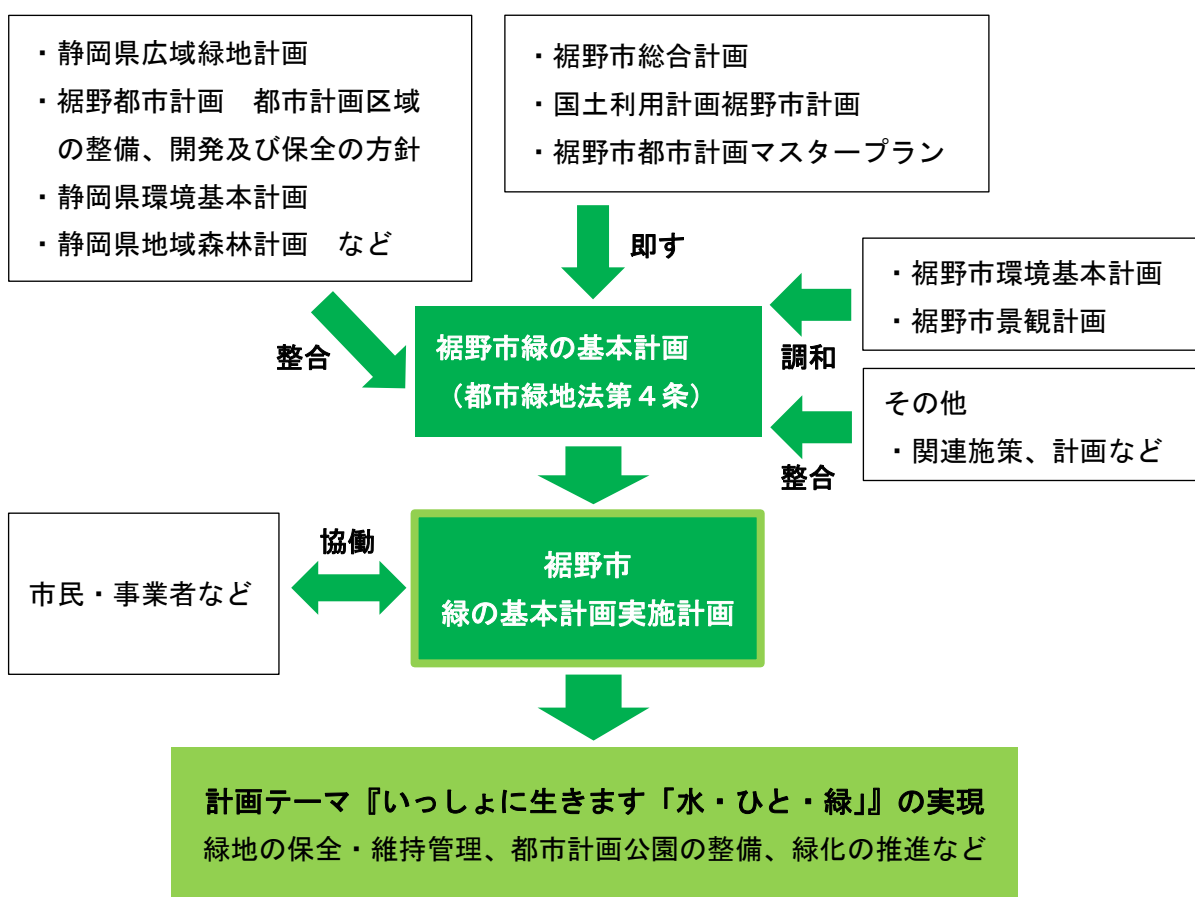 ・静岡県広域緑地計画
・裾野都市計画　都市計画区域
の整備、開発及び保全の方針
・静岡県環境基本計画
・静岡県地域森林計画　など
・裾野市総合計画
・国土利用計画裾野市計画
・裾野市都市計画マスタープラン
即す
・裾野市環境基本計画
・裾野市景観計画
整合
裾野市緑の基本計画
（都市緑地法第４条）
調和
その他
・関連施策、計画など
整合
市民・事業者など
協働
裾野市
緑の基本計画実施計画
計画テーマ『いっしょに生きます「水・ひと・緑」』の実現
緑地の保全・維持管理、都市計画公園の整備、緑化の推進など